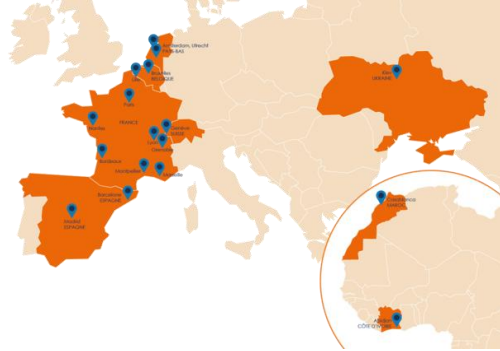 Amsterdam, Utrecht
PAYS-BAS
Bruxelles
BELGIQUE
Lille
Paris
FRANCE
Nantes
Genève
SUISSE
Lyon
Grenoble
Bordeaux
Montpellier
Marseille
Barcelone
ESPAGNE
Madrid
ESPAGNE
Kiev
UKRAINE
Casablanca
MAROC
Abidjan
CÔTE D'IVOIRE